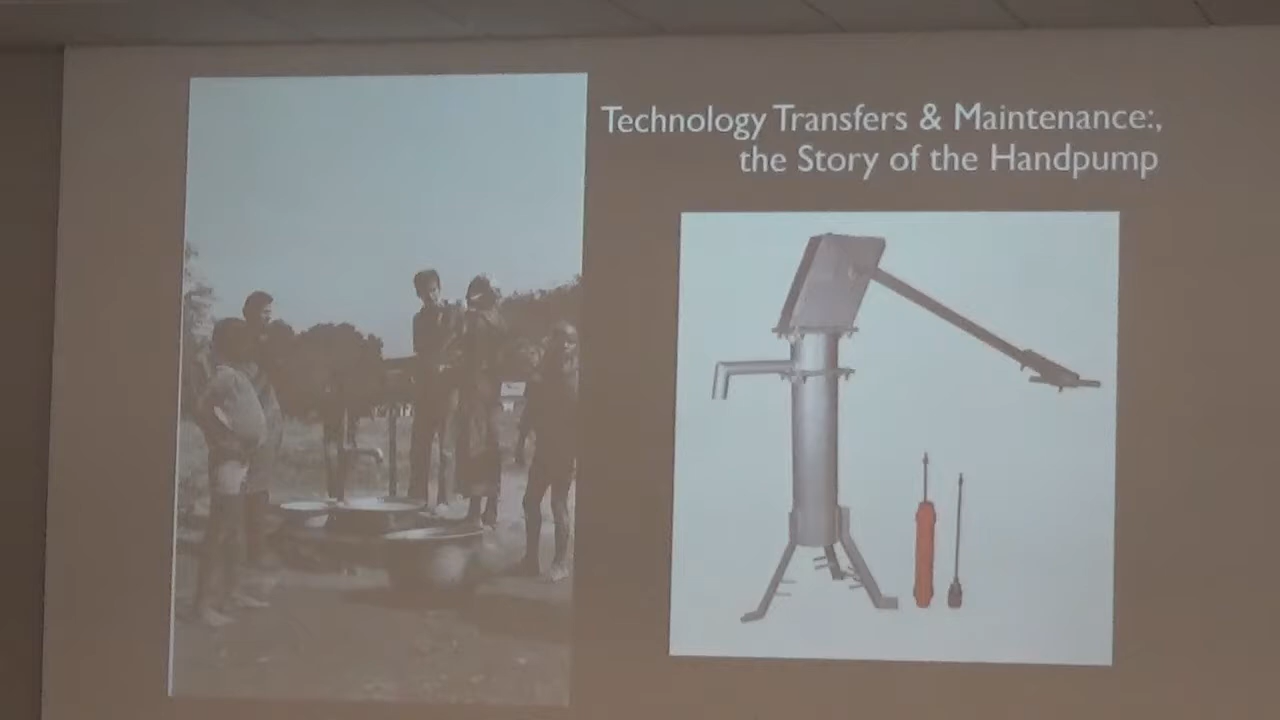 Technology Transfers & Maintenance:,
the Story of the Handpump